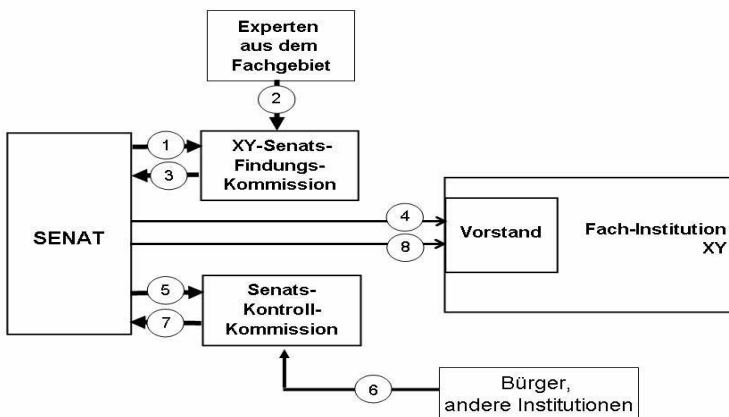 Experten
aus dem
Fachgebiet
2
1
XY-Senats-
Findungs-
Kommission
3
SENAT
4
Vorstand
Fach-Institution
XY
8
5
Senats-
Kontroll-
Kommission
7
6
Bürger,
andere Institutionen